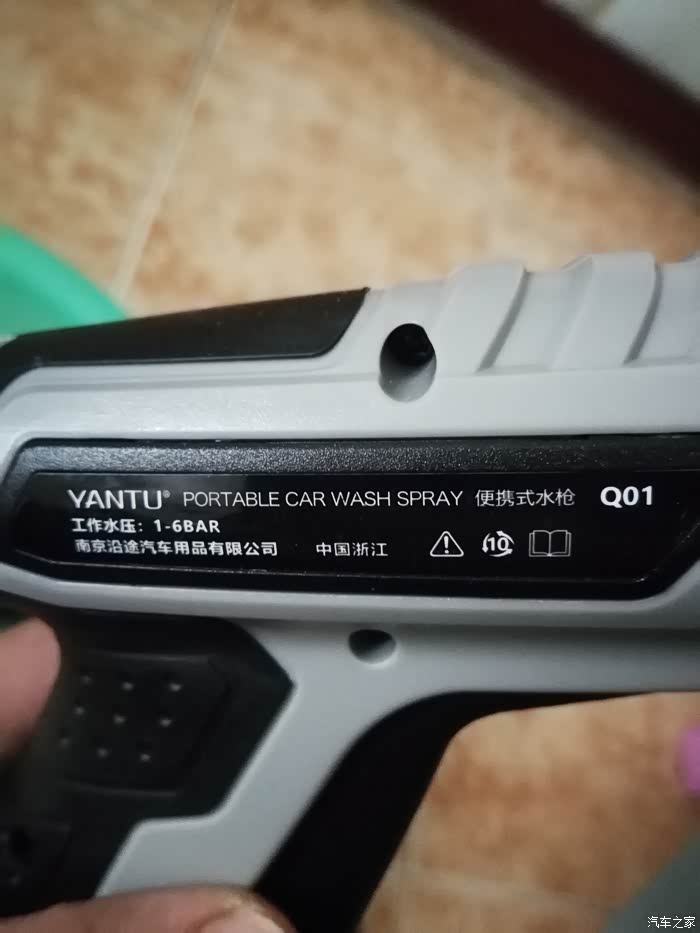 YANTU® PORTABLE CAR WASH SPRAY 便携式水枪 Q01
工作水压：1-6BAR
南京沿途汽车用品有限公司 中国浙江 10
汽车之家